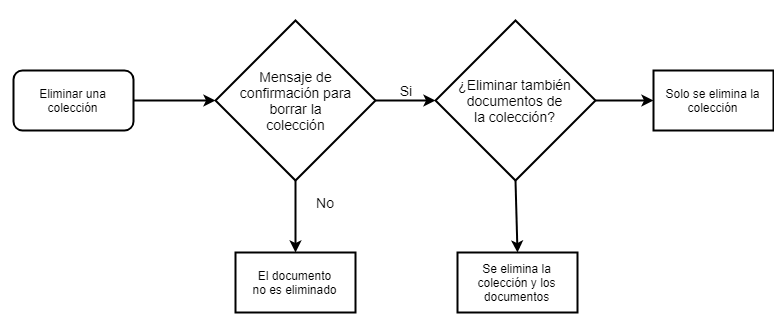 Eliminar una
colección
Mensaje de
confirmación para
borrar la
colección
Si
¿Eliminar también
documentos de
la colección?
Solo se elimina la
colección
No
El documento
no es eliminado
Se elimina la
colección y los
documentos